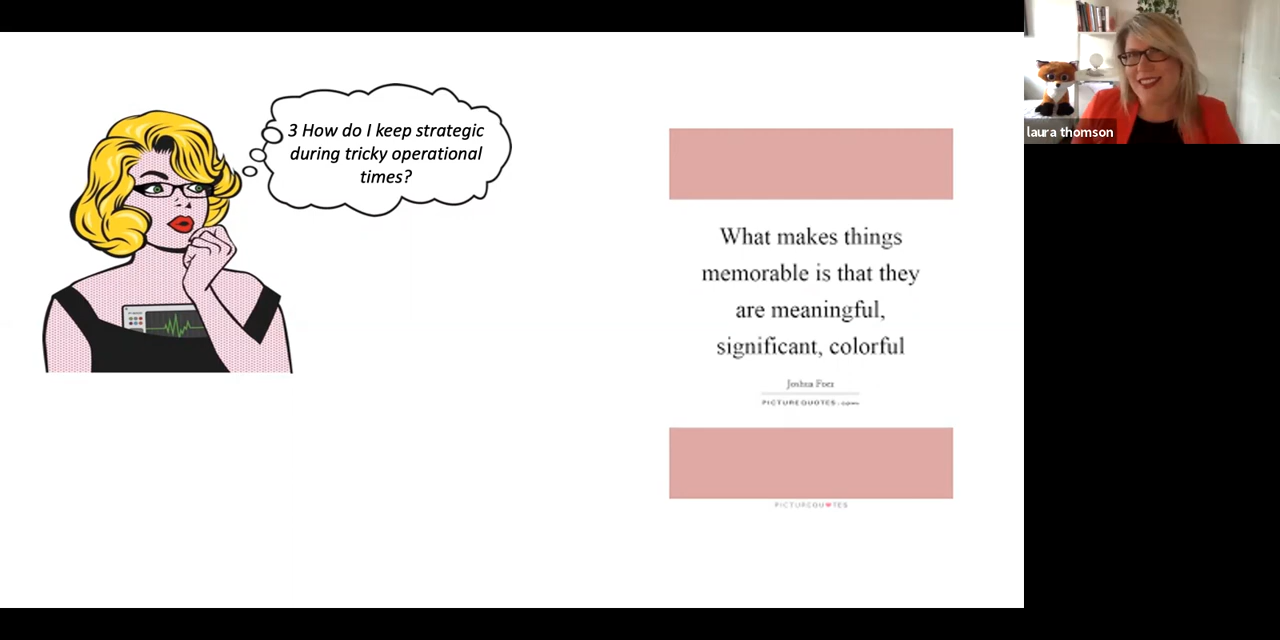 3 How do I keep strategic
during tricky operational
times?
What makes things
memorable is that they
are meaningful,
significant, colorful
Joshua Foer
PICTUREQUOTES
PICTUREQUOTES
laura thomson